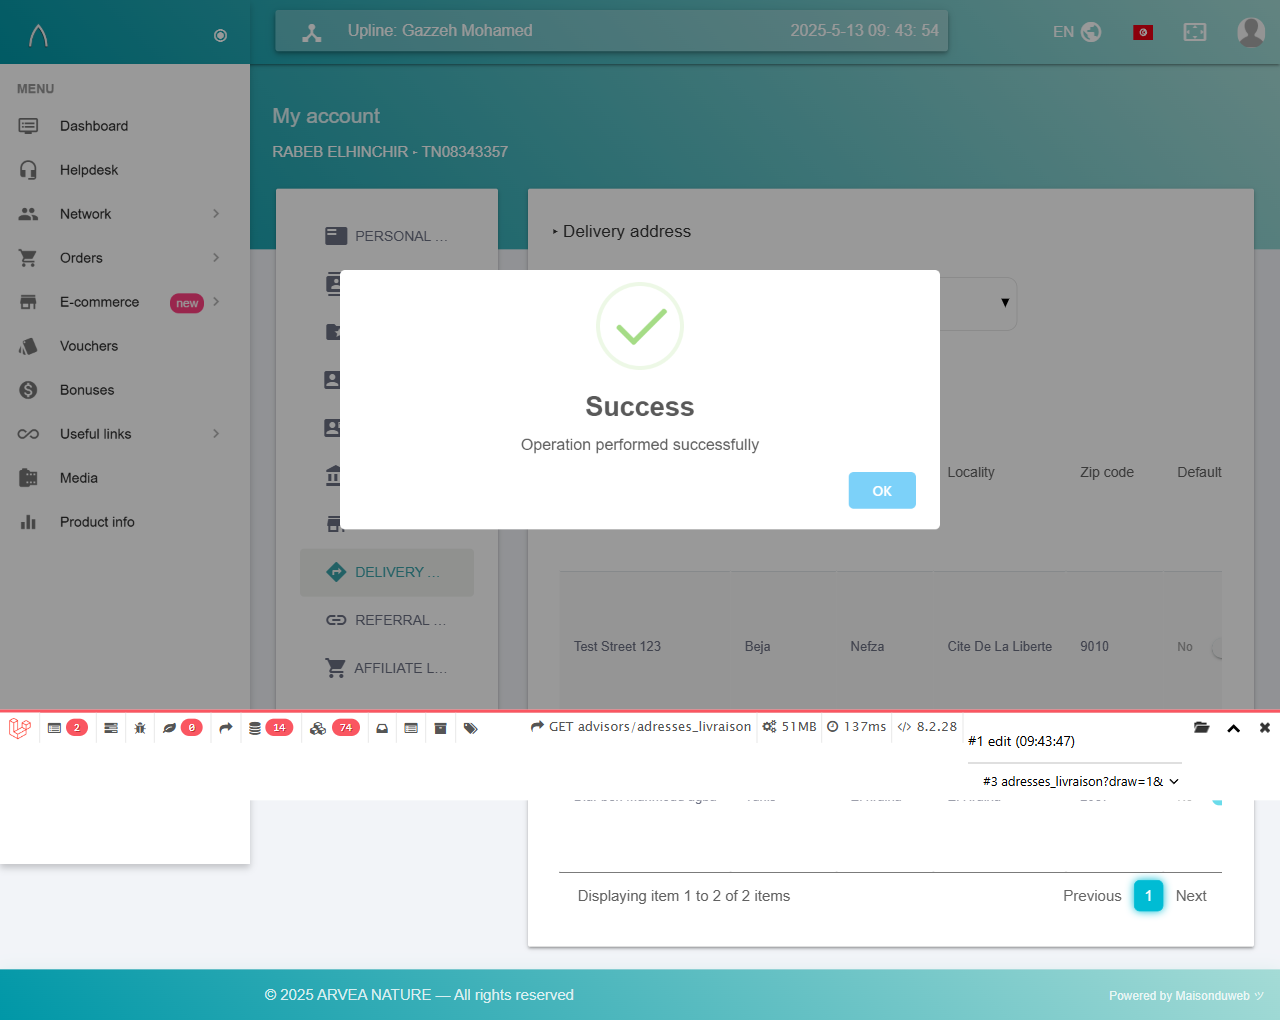 Upline: Gazzeh Mohamed
2025-5-13 09: 43: 54
EN
MENU
Dashboard
Helpdesk
Network
Orders
E-commerce
new
Vouchers
Bonuses
Useful links
Media
Product info
My account
RABEB ELHINCHIR - TN08343357
PERSONAL ...
DELIVERY ...
REFERRAL ...
AFFILIATE L...
Delivery address
Success
Operation performed successfully
OK
Locality
Zip code
Default
Test Street 123
Beja
Nefza
Cite De La Liberte
9010
No
2
0
14
74
GET advisors/adresses_livraison
51MB
137ms
8.2.28
#1 edit (09:43:47)
#3 adresses_livraison?draw=1&
Displaying item 1 to 2 of 2 items
Previous
1
Next
© 2025 ARVEA NATURE — All rights reserved
Powered by Maisonduweb ツ